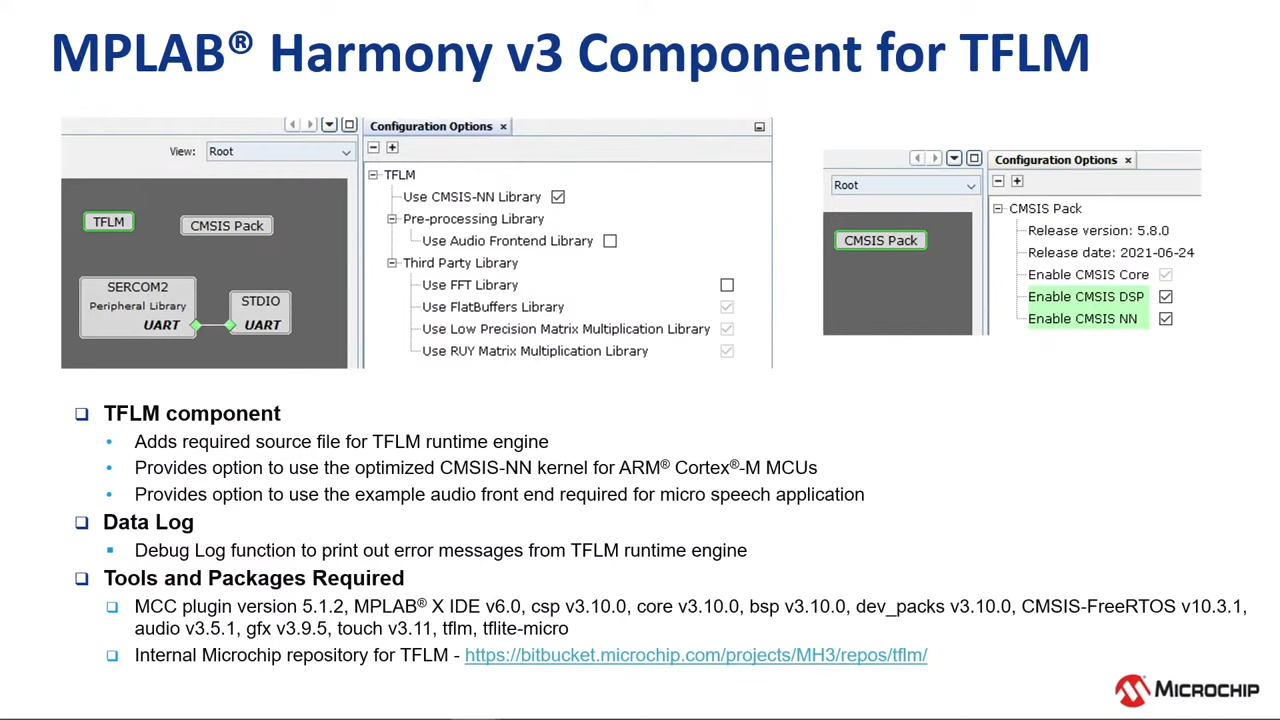 MPLAB® Harmony v3 Component for TFLM
View: Root
TFLM
CMSIS Pack
SERCOM2
Peripheral Library
UART
STDIO
UART
Configuration Options ×
TFLM
Use CMSIS-NN Library
Pre-processing Library
Use Audio Frontend Library
Third Party Library
Use FFT Library
Use FlatBuffers Library
Use Low Precision Matrix Multiplication Library
Use RUY Matrix Multiplication Library
Root
CMSIS Pack
Configuration Options ×
CMSIS Pack
Release version: 5.8.0
Release date: 2021-06-24
Enable CMSIS Core
Enable CMSIS DSP
Enable CMSIS NN
TFLM component
Adds required source file for TFLM runtime engine
Provides option to use the optimized CMSIS-NN kernel for ARM® Cortex®-M MCUs
Provides option to use the example audio front end required for micro speech application
Data Log
Debug Log function to print out error messages from TFLM runtime engine
Tools and Packages Required
MCC plugin version 5.1.2, MPLAB® X IDE v6.0, csp v3.10.0, core v3.10.0, bsp v3.10.0, dev_packs v3.10.0, CMSIS-FreeRTOS v10.3.1,
audio v3.5.1, gfx v3.9.5, touch v3.11, tflm, tflite-micro
Internal Microchip repository for TFLM - https://bitbucket.microchip.com/projects/MH3/repos/tflm/
MICROCHIP